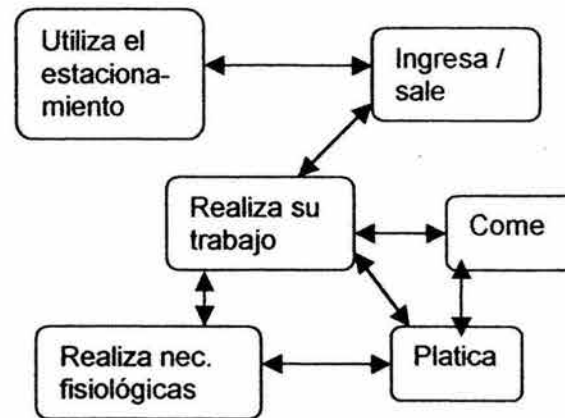 Utiliza el
estaciona-
miento
Ingresa /
sale
Realiza su
trabajo
Come
Realiza nec.
fisiológicas
Platica